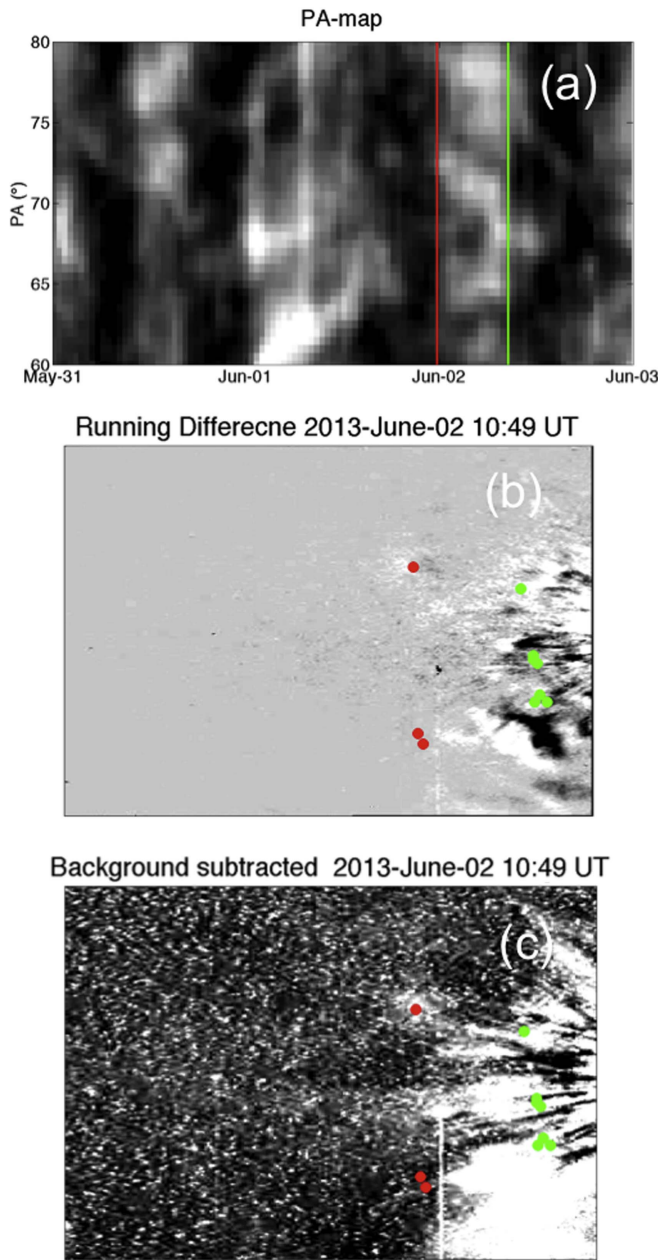 PA-map
(a)
80
75
70
65
60
PA (°)
May-31 Jun-01 Jun-02 Jun-03
Running Differecne 2013-June-02 10:49 UT
(b)
Background subtracted 2013-June-02 10:49 UT
(c)